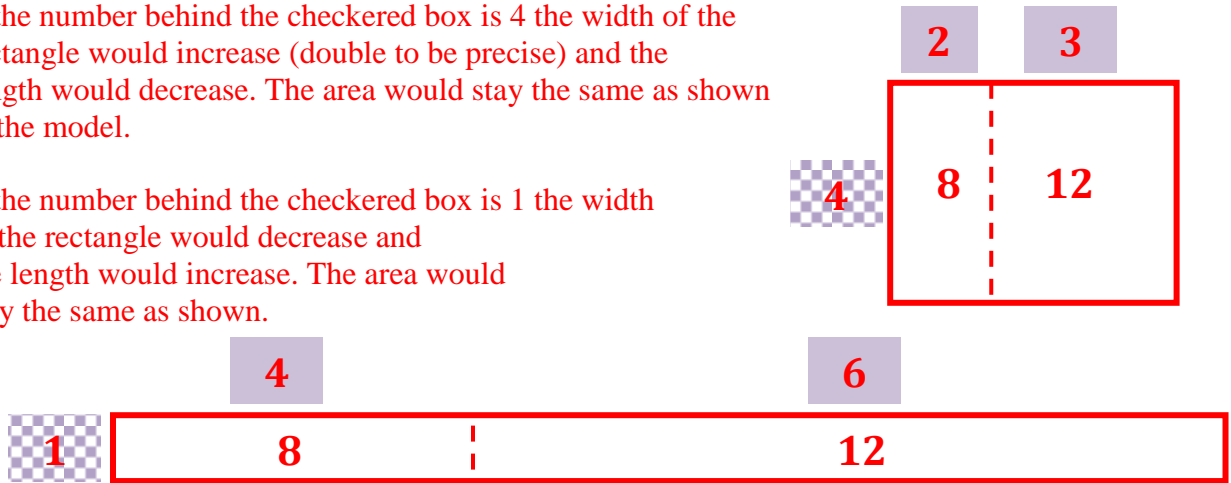 the number behind the checkered box is 4 the width of the
ctangle would increase (double to be precise) and the
ngth would decrease. The area would stay the same as shown
the model.
2 3
4 8 12
the number behind the checkered box is 1 the width
the rectangle would decrease and
e length would increase. The area would
y the same as shown.
4 6
1 8 12